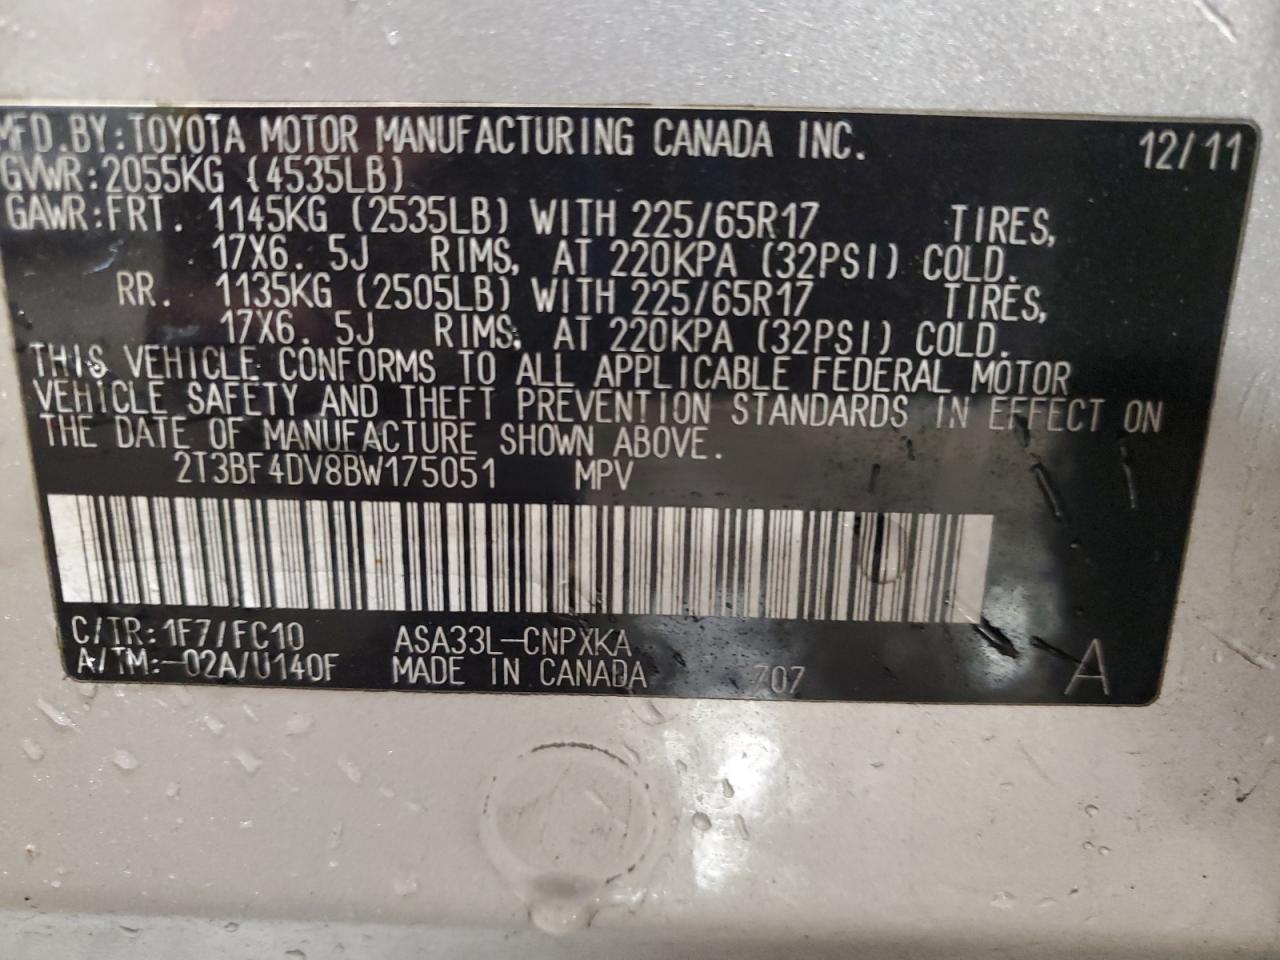 MFD.BY:TOYOTA MOTOR MANUFACTURING CANADA INC. 12/11
GVWR:2055KG (4535LB)
GAWR:FRT. 1145KG (2535LB) WITH 225/65R17 TIRES,
17X6.5J RIMS, AT 220KPA (32PSI) COLD.
RR. 1135KG (2505LB) WITH 225/65R17 TIRES,
17X6.5J RIMS, AT 220KPA (32PSI) COLD.
THIS VEHICLE CONFORMS TO ALL APPLICABLE FEDERAL MOTOR
VEHICLE SAFETY AND THEFT PREVENTION STANDARDS IN EFFECT ON
THE DATE OF MANUFACTURE SHOWN ABOVE.
2T3BF4DV8BW175051 MPV
C/TR:1F7/FC10 ASA33L-CNPXKA
A/TM:-02A/U140F MADE IN CANADA 707 A